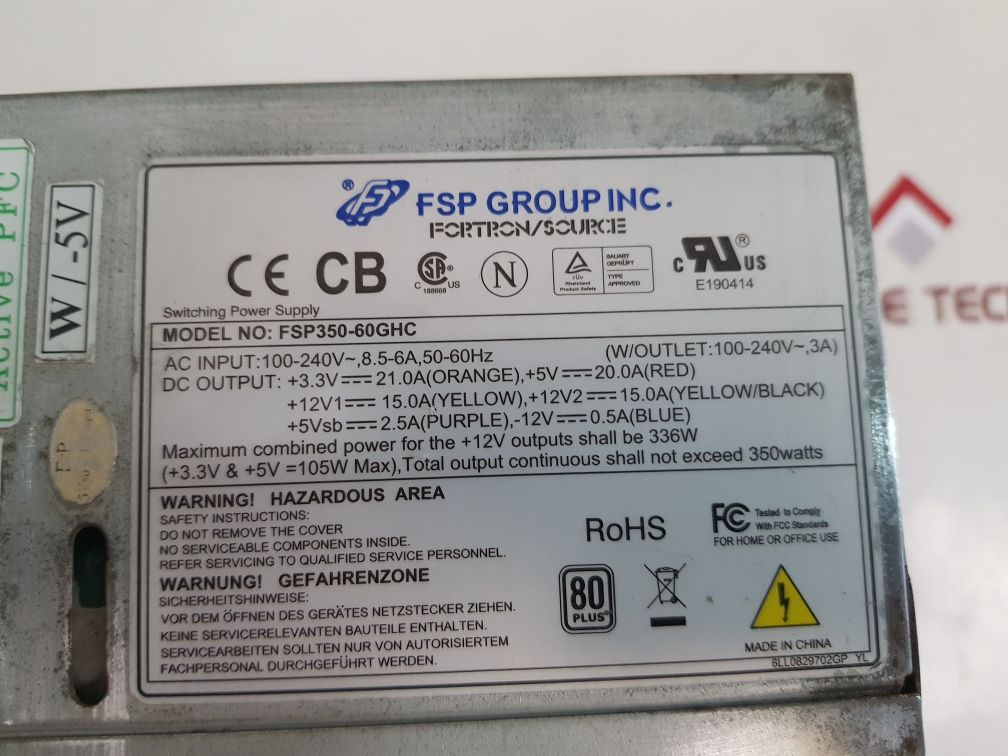 Active PFC
W / -5V
FSP
® FSP GROUP INC.
FORTRON/SOURCE
CE CB SA C US 188668 N TÜV Rheinland Product Safety BAUART GEPRÜFT TYPE APPROVED C RU ® US E190414
Switching Power Supply
MODEL NO: FSP350-60GHC
AC INPUT:100-240V~,8.5-6A,50-60Hz (W/OUTLET:100-240V~,3A)
DC OUTPUT: +3.3V⎓21.0A(ORANGE),+5V⎓20.0A(RED)
+12V1⎓15.0A(YELLOW),+12V2⎓15.0A(YELLOW/BLACK)
+5Vsb⎓2.5A(PURPLE),-12V⎓0.5A(BLUE)
Maximum combined power for the +12V outputs shall be 336W
(+3.3V & +5V =105W Max),Total output continuous shall not exceed 350watts
WARNING! HAZARDOUS AREA
SAFETY INSTRUCTIONS:
DO NOT REMOVE THE COVER
NO SERVICEABLE COMPONENTS INSIDE.
REFER SERVICING TO QUALIFIED SERVICE PERSONNEL.
WARNUNG! GEFAHRENZONE
SICHERHEITSHINWEISE:
VOR DEM ÖFFNEN DES GERÄTES NETZSTECKER ZIEHEN.
KEINE SERVICERELEVANTEN BAUTEILE ENTHALTEN.
SERVICEARBEITEN SOLLTEN NUR VON AUTORISIERTEM
FACHPERSONAL DURCHGEFÜHRT WERDEN.
RoHS
FC Tested to Comply
With FCC Standards
FOR HOME OR OFFICE USE
80
PLUS®
MADE IN CHINA
6LL0829702GP YL
E TECH